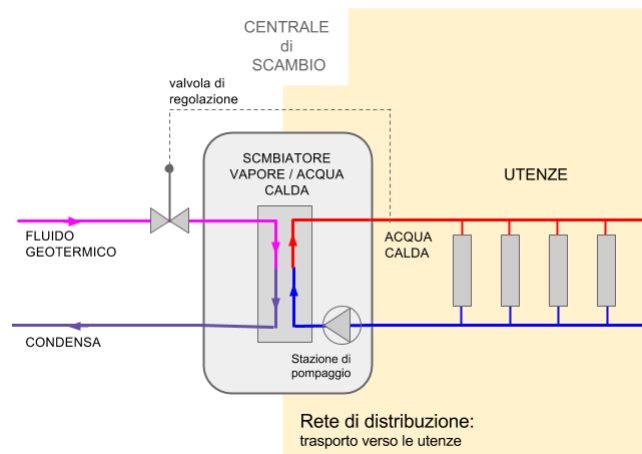 CENTRALE
di
SCAMBIO
valvola di
regolazione
SCMBIATORE
VAPORE / ACQUA
CALDA
UTENZE
FLUIDO
GEOTERMICO
ACQUA
CALDA
CONDENSA
Stazione di
pompaggio
Rete di distribuzione:
trasporto verso le utenze